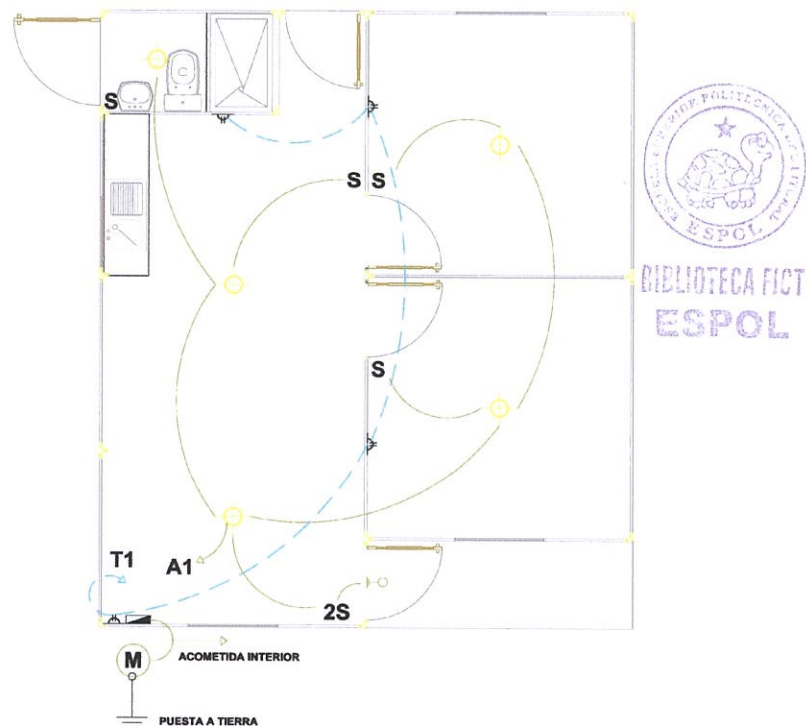 S
S S
S
T1
A1
2S
M
ACOMETIDA INTERIOR
PUESTA A TIERRA
ESPOL
BIBLIOTECA FICT
ESPOL